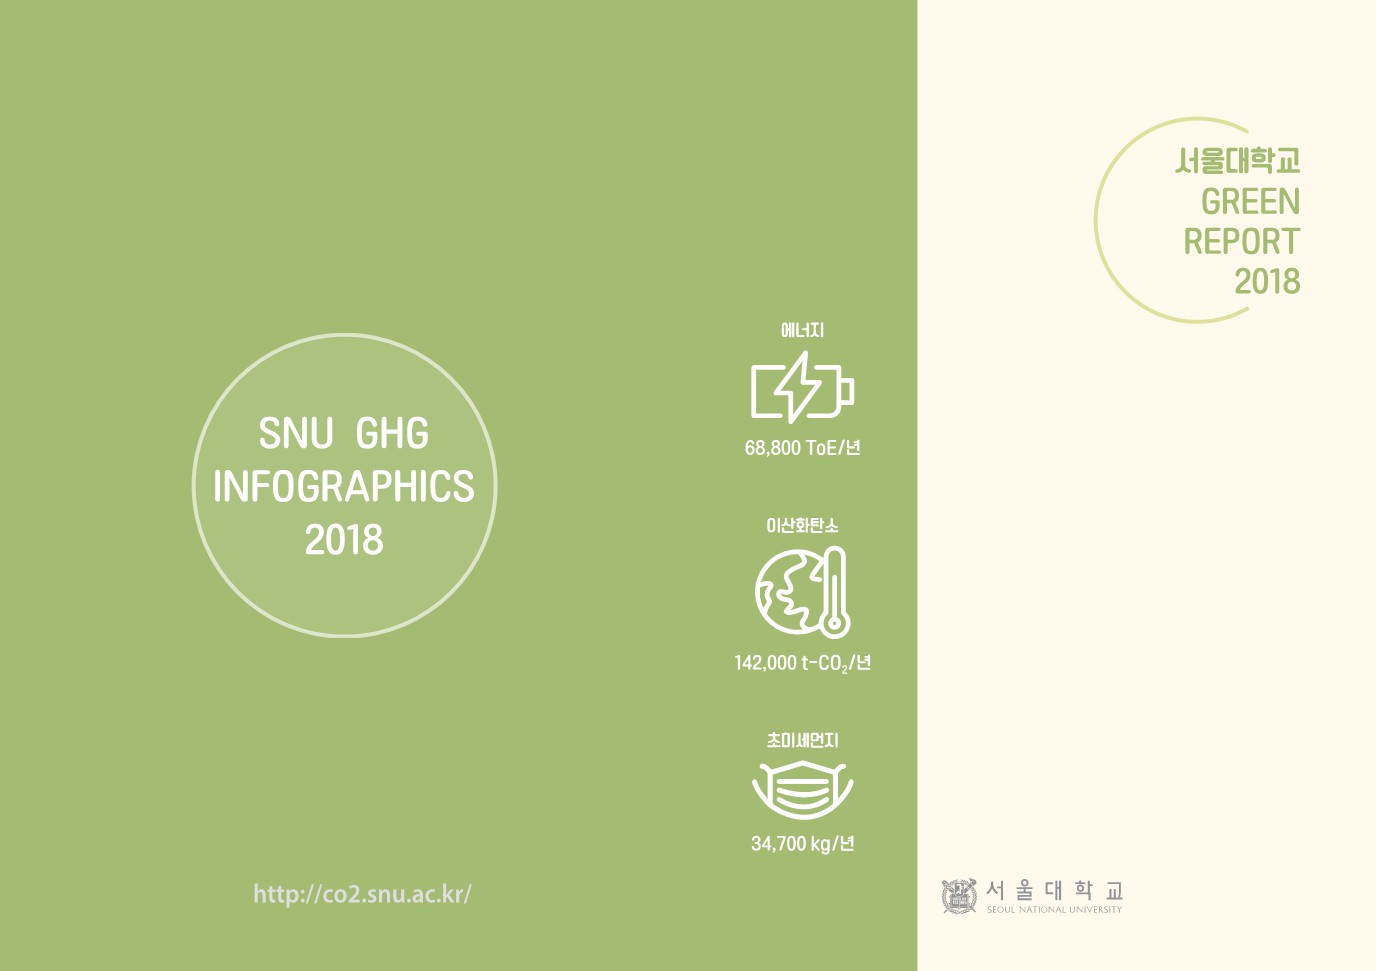 SNU GHG
INFOGRAPHICS
2018
http://co2.snu.ac.kr/
에너지
68,800 ToE/년
이산화탄소
142,000 t-CO₂/년
초미세먼지
34,700 kg/년
서울대학교
GREEN
REPORT
2018
서울대학교
SEOUL NATIONAL UNIVERSITY